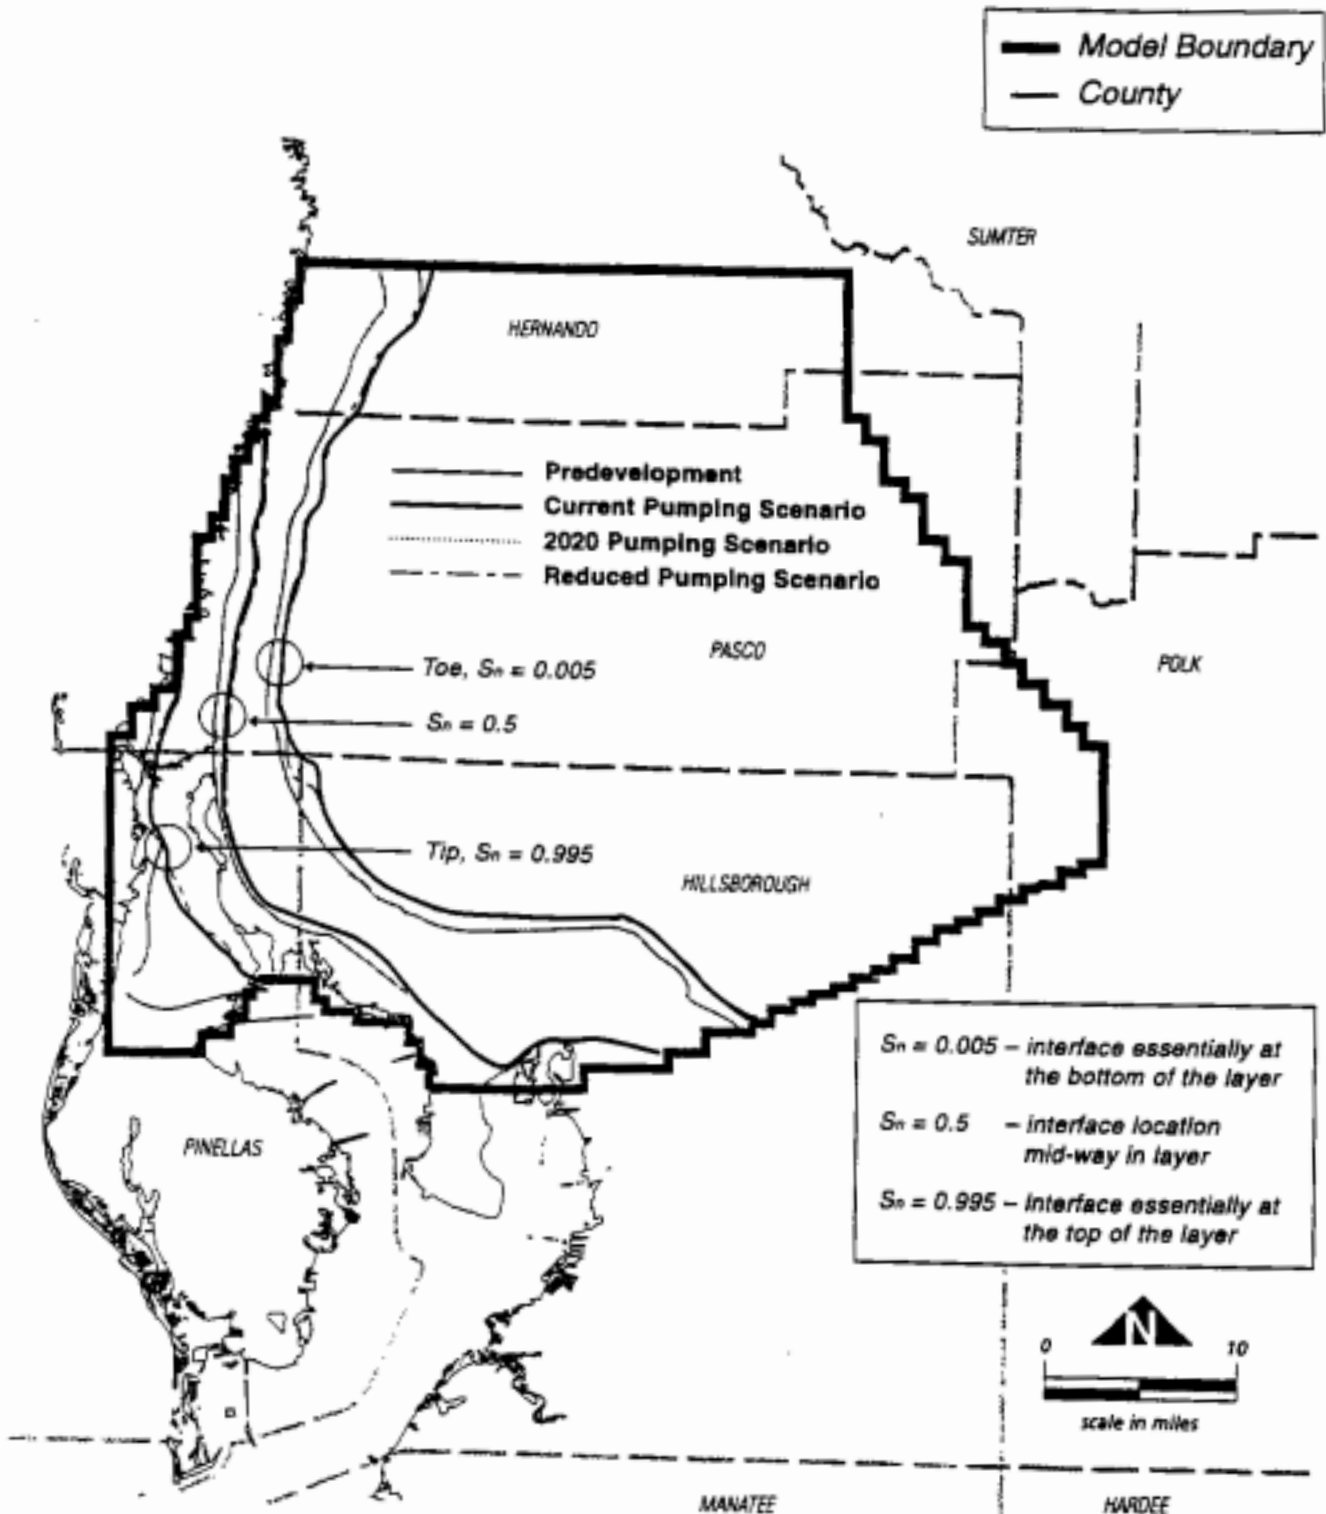 Model Boundary
County
SUMTER
HERNANDO
Predevelopment
Current Pumping Scenario
2020 Pumping Scenario
Reduced Pumping Scenario
PASCO
POLK
Toe, Sn = 0.005
Sn = 0.5
Tip, Sn = 0.995
HILLSBOROUGH
Sn = 0.005 – interface essentially at
the bottom of the layer
Sn = 0.5 – interface location
mid-way in layer
Sn = 0.995 – Interface essentially at
the top of the layer
PINELLAS
N
0 10
scale in miles
MANATEE
HARDEE